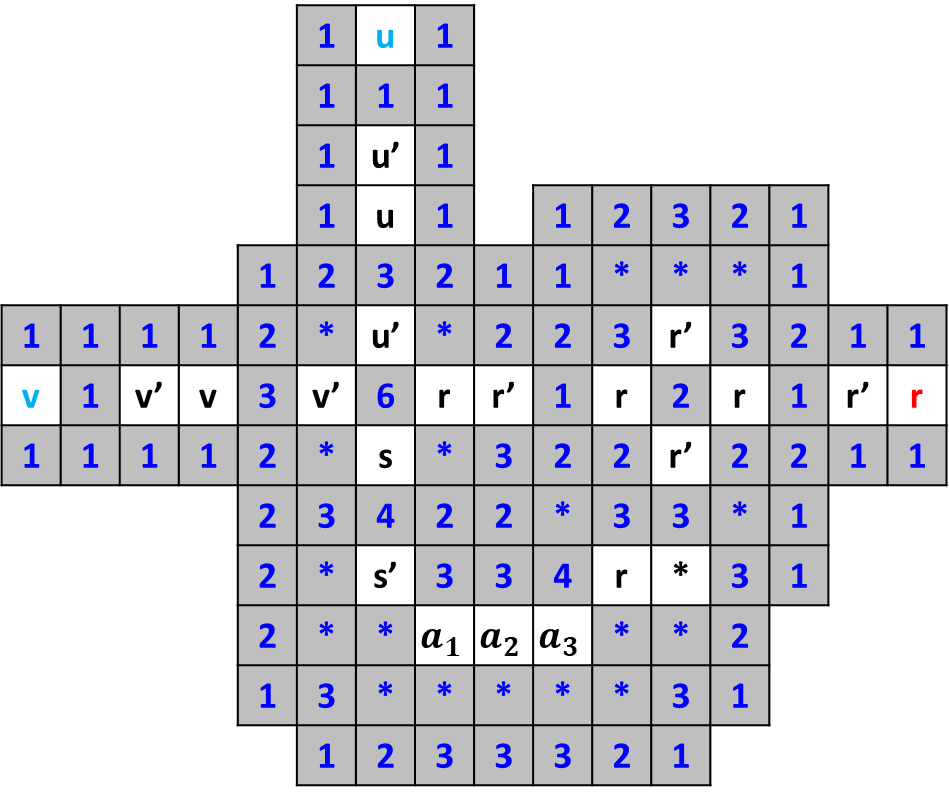 1 u 1
1 1 1
1 u’ 1
1 u 1 1 2 3 2 1
1 2 3 2 1 1 * * * 1
1 1 1 1 2 * u’ * 2 2 3 r’ 3 2 1 1
v 1 v’ v 3 v’ 6 r r’ 1 r 2 r 1 r’ r
1 1 1 1 2 * s * 3 2 2 r’ 2 2 1 1
2 3 4 2 2 * 3 3 * 1
2 * s’ 3 3 4 r * 3 1
2 * * a₁ a₂ a₃ * * 2
1 3 * * * * * 3 1
1 2 3 3 3 2 1